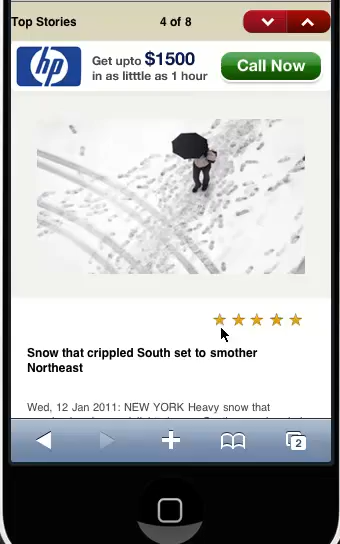 Top Stories 4 of 8
hp
Get upto $1500
in as litttle as 1 hour
Call Now
Snow that crippled South set to smother
Northeast
Wed, 12 Jan 2011: NEW YORK Heavy snow that
2